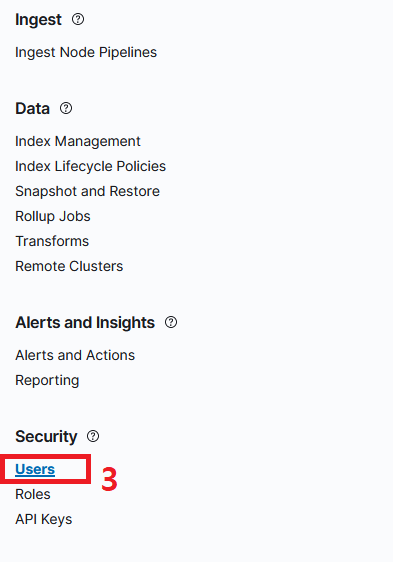 Ingest
Ingest Node Pipelines
Data
Index Management
Index Lifecycle Policies
Snapshot and Restore
Rollup Jobs
Transforms
Remote Clusters
Alerts and Insights
Alerts and Actions
Reporting
Security
Users 3
Roles
API Keys